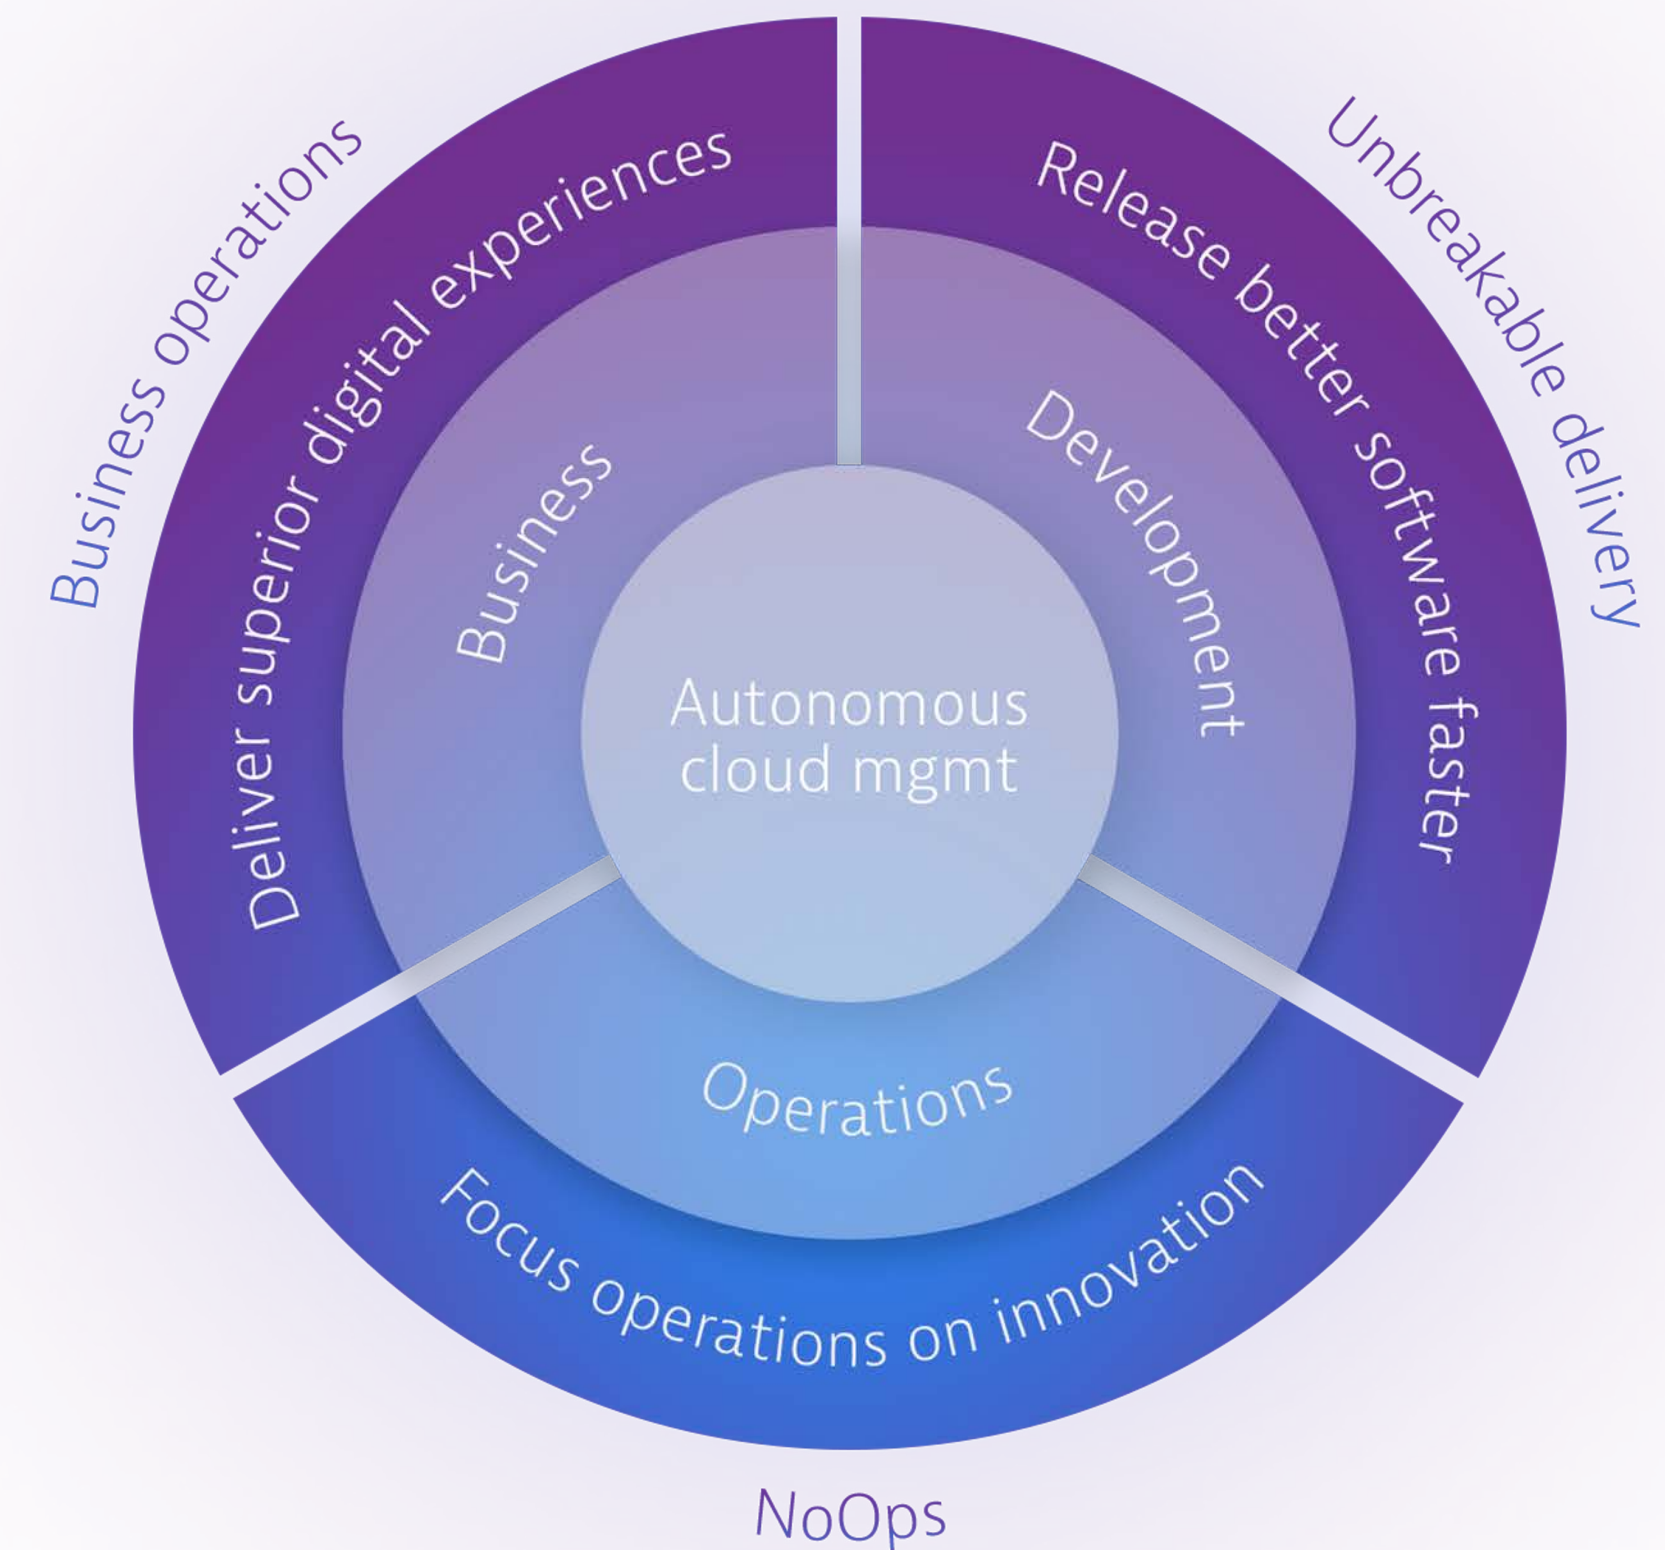 Business operations
Unbreakable delivery
Deliver superior digital experiences
Release better software faster
Business
Development
Autonomous
cloud mgmt
Operations
Focus operations on innovation
NoOps